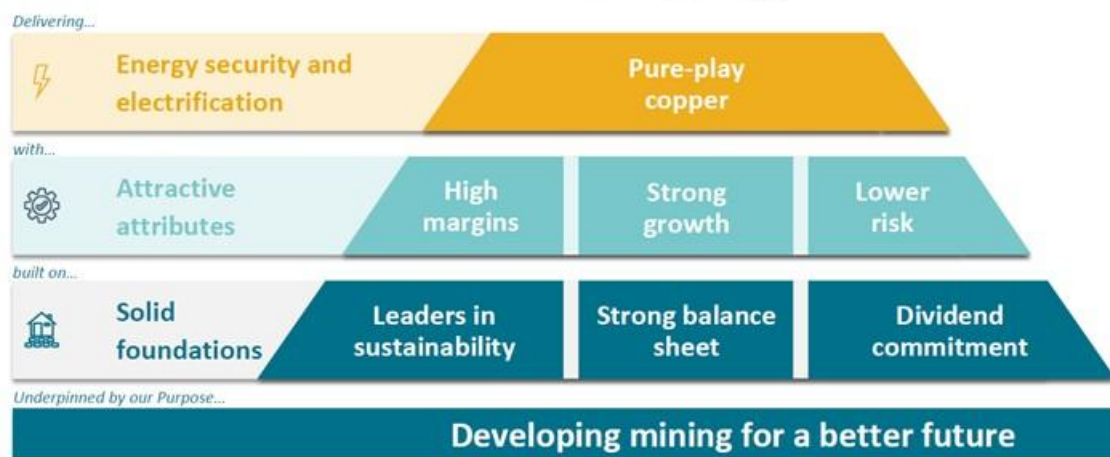 Delivering...
Energy security and
electrification
Pure-play
copper
with...
Attractive
attributes
High
margins
Strong
growth
Lower
risk
built on...
Solid
foundations
Leaders in
sustainability
Strong balance
sheet
Dividend
commitment
Underpinned by our Purpose...
Developing mining for a better future